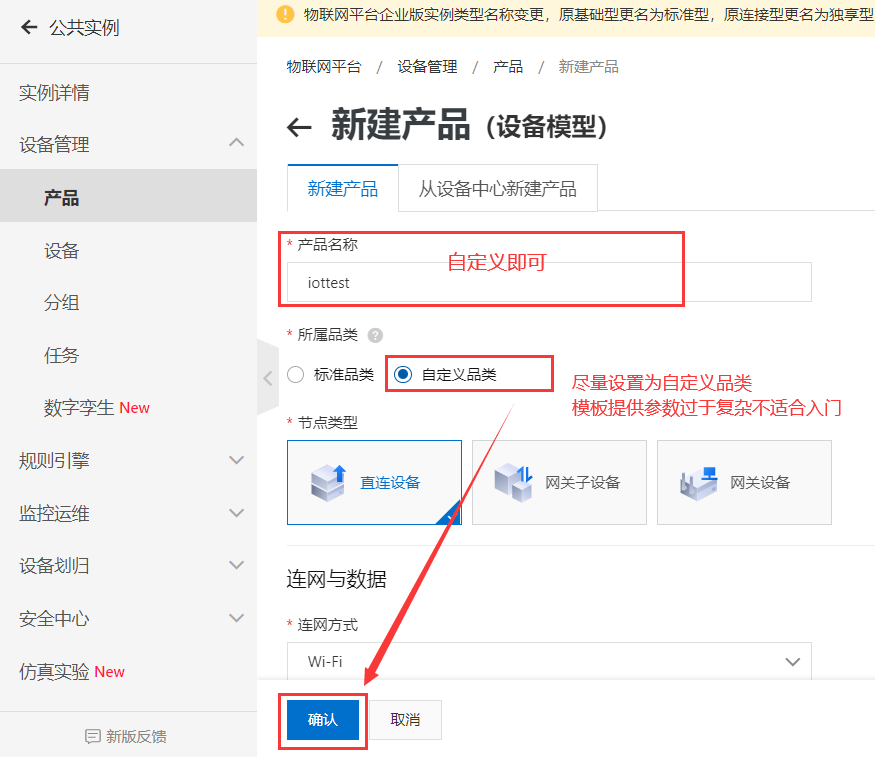 公共实例
物联网平台企业版实例类型名称变更，原基础型更名为标准型，原连接型更名为独享型
物联网平台 / 设备管理 / 产品 / 新建产品
新建产品（设备模型）
新建产品
从设备中心新建产品
实例详情
设备管理
产品
设备
分组
任务
数字孪生 New
规则引擎
监控运维
设备划归
安全中心
仿真实验 New
新版反馈
* 产品名称
自定义即可
iottest
* 所属品类 ?
标准品类
自定义品类
尽量设置为自定义品类
模板提供参数过于复杂不适合入门
* 节点类型
直连设备
网关子设备
网关设备
连网与数据
* 连网方式
Wi-Fi
确认
取消